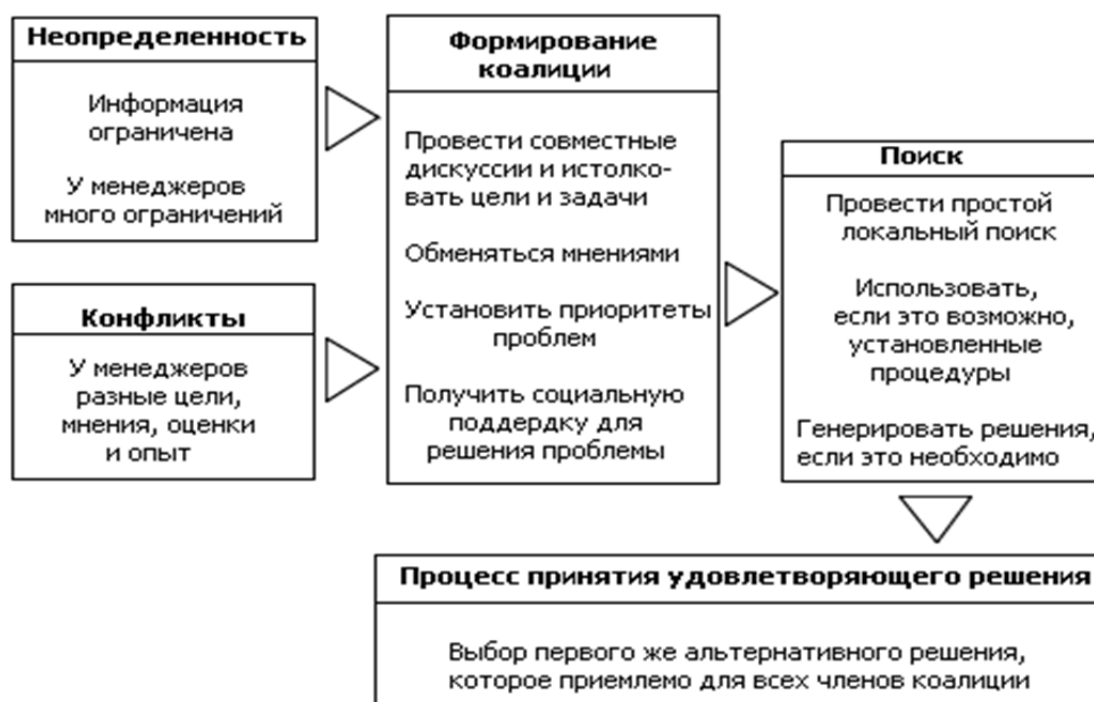 Неопределенность
Информация
ограничена
У менеджеров
много ограничений
Конфликты
У менеджеров
разные цели,
мнения, оценки
и опыт
Формирование
коалиции
Провести совместные
дискуссии и истолко-
вать цели и задачи
Обменяться мнениями
Установить приоритеты
проблем
Получить социальную
поддердку для
решения проблемы
Поиск
Провести простой
локальный поиск
Использовать,
если это возможно,
установленные
процедуры
Генерировать решения,
если это необходимо
Процесс принятия удовлетворяющего решения
Выбор первого же альтернативного решения,
которое приемлемо для всех членов коалиции